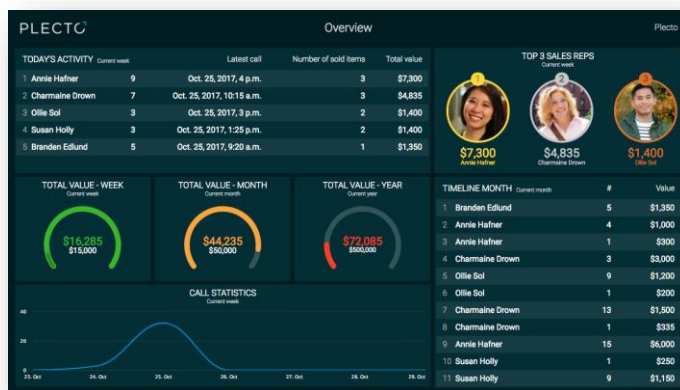 PLECTO
Overview
Plecto
TODAY'S ACTIVITY Current week Latest call Number of sold items Total value
1 Annie Hafner 9 Oct. 25, 2017, 4 p.m. 3 $7,300
2 Charmaine Drown 7 Oct. 25, 2017, 10:15 a.m. 3 $4,835
3 Ollie Sol 3 Oct. 25, 2017, 3 p.m. 2 $1,400
4 Susan Holly 3 Oct. 25, 2017, 1:25 p.m. 2 $1,400
5 Branden Edlund 5 Oct. 25, 2017, 9:20 a.m. 1 $1,350
TOP 3 SALES REPS
Current week
1 2 3
$7,300 $4,835 $1,400
Annie Hafner Charmaine Drown Ollie Sol
TOTAL VALUE - WEEK
Current week
$16,285
$15,000
TOTAL VALUE - MONTH
Current month
$44,235
$50,000
TOTAL VALUE - YEAR
Current year
$72,085
$500,000
TIMELINE MONTH Current month # Value
1 Branden Edlund 5 $1,350
2 Annie Hafner 4 $1,000
3 Annie Hafner 1 $300
4 Charmaine Drown 3 $3,000
5 Ollie Sol 9 $1,200
6 Ollie Sol 1 $200
7 Charmaine Drown 13 $1,500
8 Charmaine Drown 1 $335
9 Annie Hafner 15 $6,000
10 Susan Holly 1 $250
11 Susan Holly 9 $1,150
CALL STATISTICS
Current week
40
20
0
23. Oct 24. Oct 25. Oct 26. Oct 27. Oct 28. Oct 29. Oct